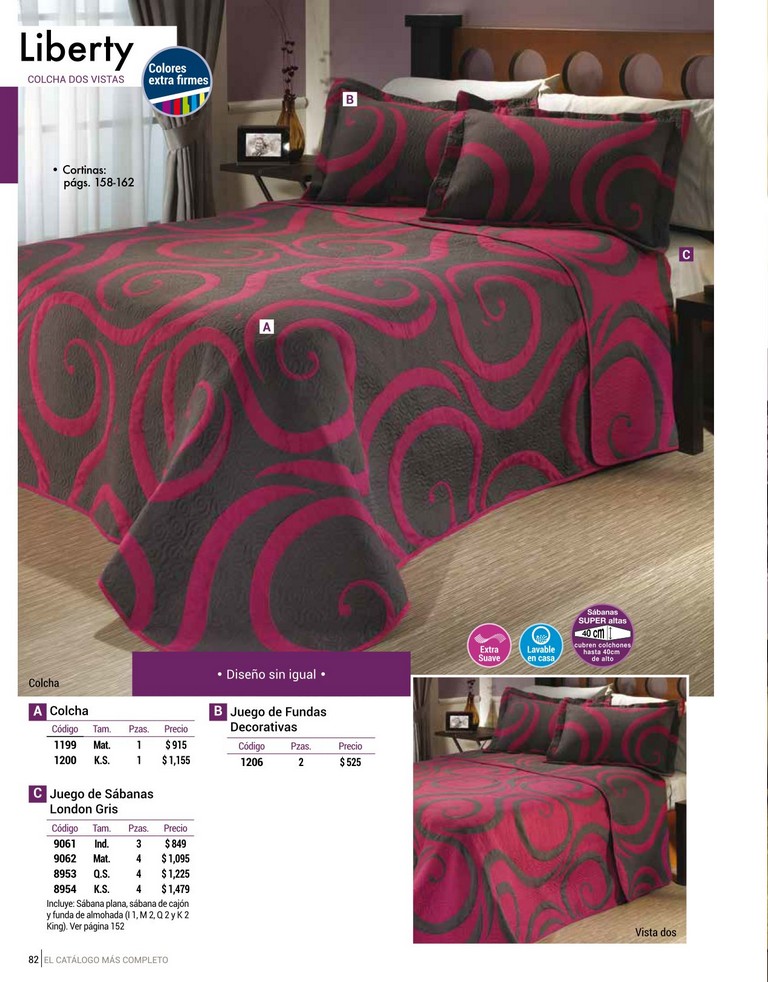 Liberty
COLCHA DOS VISTAS
Colores
extra firmes
• Cortinas:
págs. 158-162
B
C
A
Sábanas
SUPER altas
40 cm
cubren colchones
hasta 40cm
de alto
Extra
Suave
Lavable
en casa
• Diseño sin igual •
Colcha
A Colcha
Código Tam. Pzas. Precio
1199 Mat. 1 $ 915
1200 K.S. 1 $ 1,155
B Juego de Fundas
Decorativas
Código Pzas. Precio
1206 2 $ 525
C Juego de Sábanas
London Gris
Código Tam. Pzas. Precio
9061 Ind. 3 $ 849
9062 Mat. 4 $ 1,095
8953 Q.S. 4 $ 1,225
8954 K.S. 4 $ 1,479
Incluye: Sábana plana, sábana de cajón
y funda de almohada (I 1, M 2, Q 2 y K 2
King). Ver página 152
Vista dos
82 EL CATÁLOGO MÁS COMPLETO